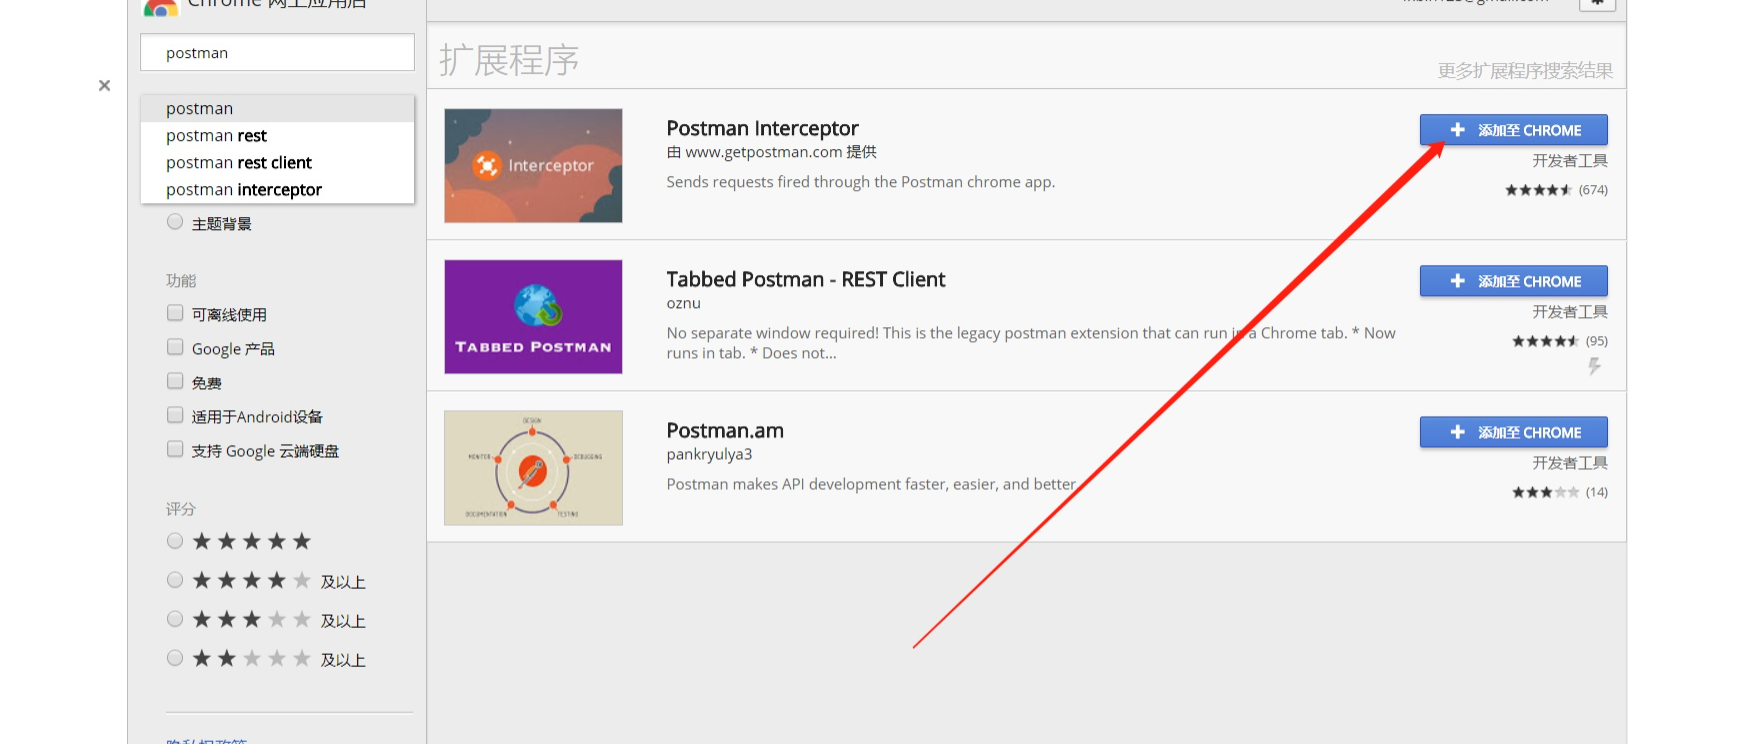 Chrome 网上应用店
postman
postman
postman rest
postman rest client
postman interceptor
主题背景
功能
可离线使用
Google 产品
免费
适用于Android设备
支持 Google 云端硬盘
评分
及以上
及以上
及以上
扩展程序
更多扩展程序搜索结果
Interceptor
Postman Interceptor
由 www.getpostman.com 提供
Sends requests fired through the Postman chrome app.
添加至 CHROME
开发者工具
(674)
TABBED POSTMAN
Tabbed Postman - REST Client
oznu
No separate window required! This is the legacy postman extension that can run in a Chrome tab. * Now
runs in tab. * Does not...
添加至 CHROME
开发者工具
(95)
DESIGN
MONITOR
DEBUGGING
DOCUMENTATION
TESTING
Postman.am
pankryulya3
Postman makes API development faster, easier, and better
添加至 CHROME
开发者工具
(14)
隐私权政策